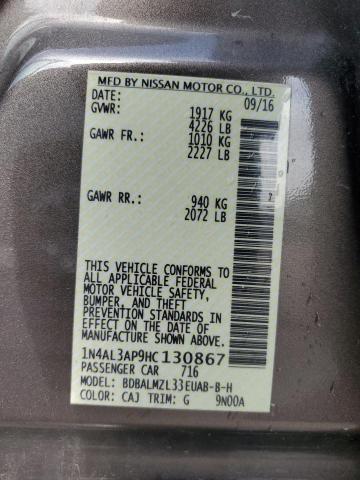 MFD BY NISSAN MOTOR CO., LTD.
DATE: 09/16
GVWR: 1917 KG
4226 LB
GAWR FR.: 1010 KG
2227 LB
GAWR RR.: 940 KG
2072 LB
THIS VEHICLE CONFORMS TO
ALL APPLICABLE FEDERAL
MOTOR VEHICLE SAFETY,
BUMPER, AND THEFT
PREVENTION STANDARDS IN
EFFECT ON THE DATE OF
MANUFACTURE SHOWN ABOVE.
1N4AL3AP9HC130867
PASSENGER CAR 716
MODEL: BDBALMZL33EUAB-B-H
COLOR: CAJ TRIM: G 9N00A